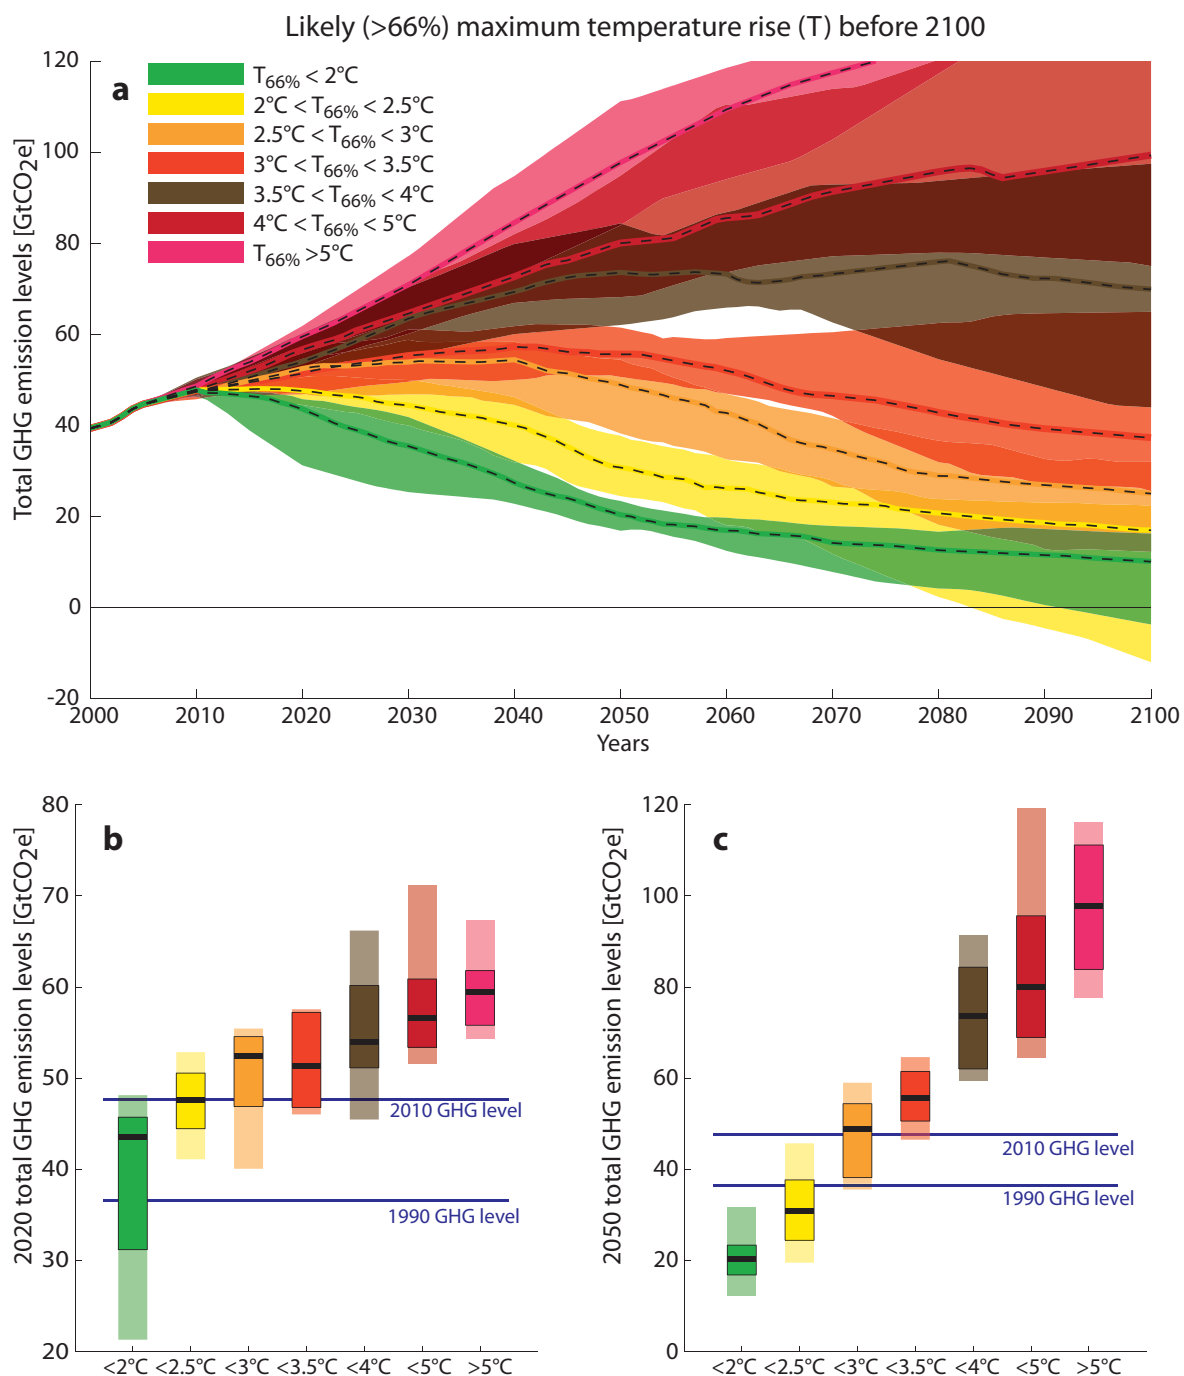 Likely (>66%) maximum temperature rise (T) before 2100
a
Total GHG emission levels [GtCO2e]
120
100
80
60
40
20
0
-20
T66% < 2°C
2°C < T66% < 2.5°C
2.5°C < T66% < 3°C
3°C < T66% < 3.5°C
3.5°C < T66% < 4°C
4°C < T66% < 5°C
T66% >5°C
2000 2010 2020 2030 2040 2050 2060 2070 2080 2090 2100
Years
b
2020 total GHG emission levels [GtCO2e]
80
70
60
50
40
30
20
2010 GHG level
1990 GHG level
<2°C <2.5°C <3°C <3.5°C <4°C <5°C >5°C
c
2050 total GHG emission levels [GtCO2e]
120
100
80
60
40
20
0
2010 GHG level
1990 GHG level
<2°C <2.5°C <3°C <3.5°C <4°C <5°C >5°C